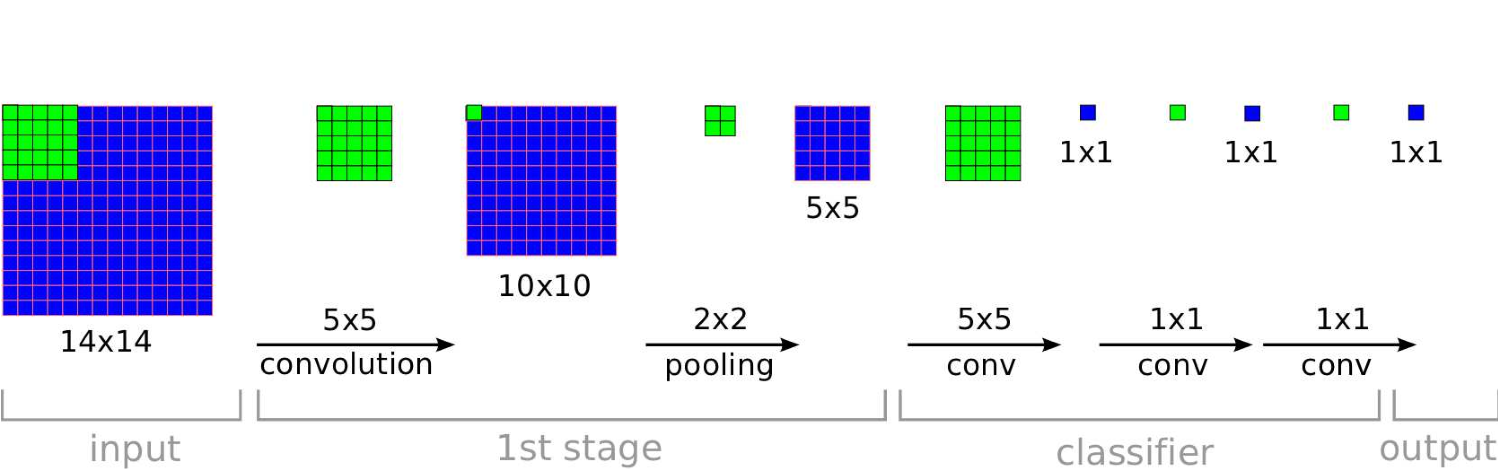 1x1
1x1
1x1
5x5
10x10
14x14
5x5
convolution
2x2
pooling
5x5
conv
1x1
conv
1x1
conv
input
1st stage
classifier
output